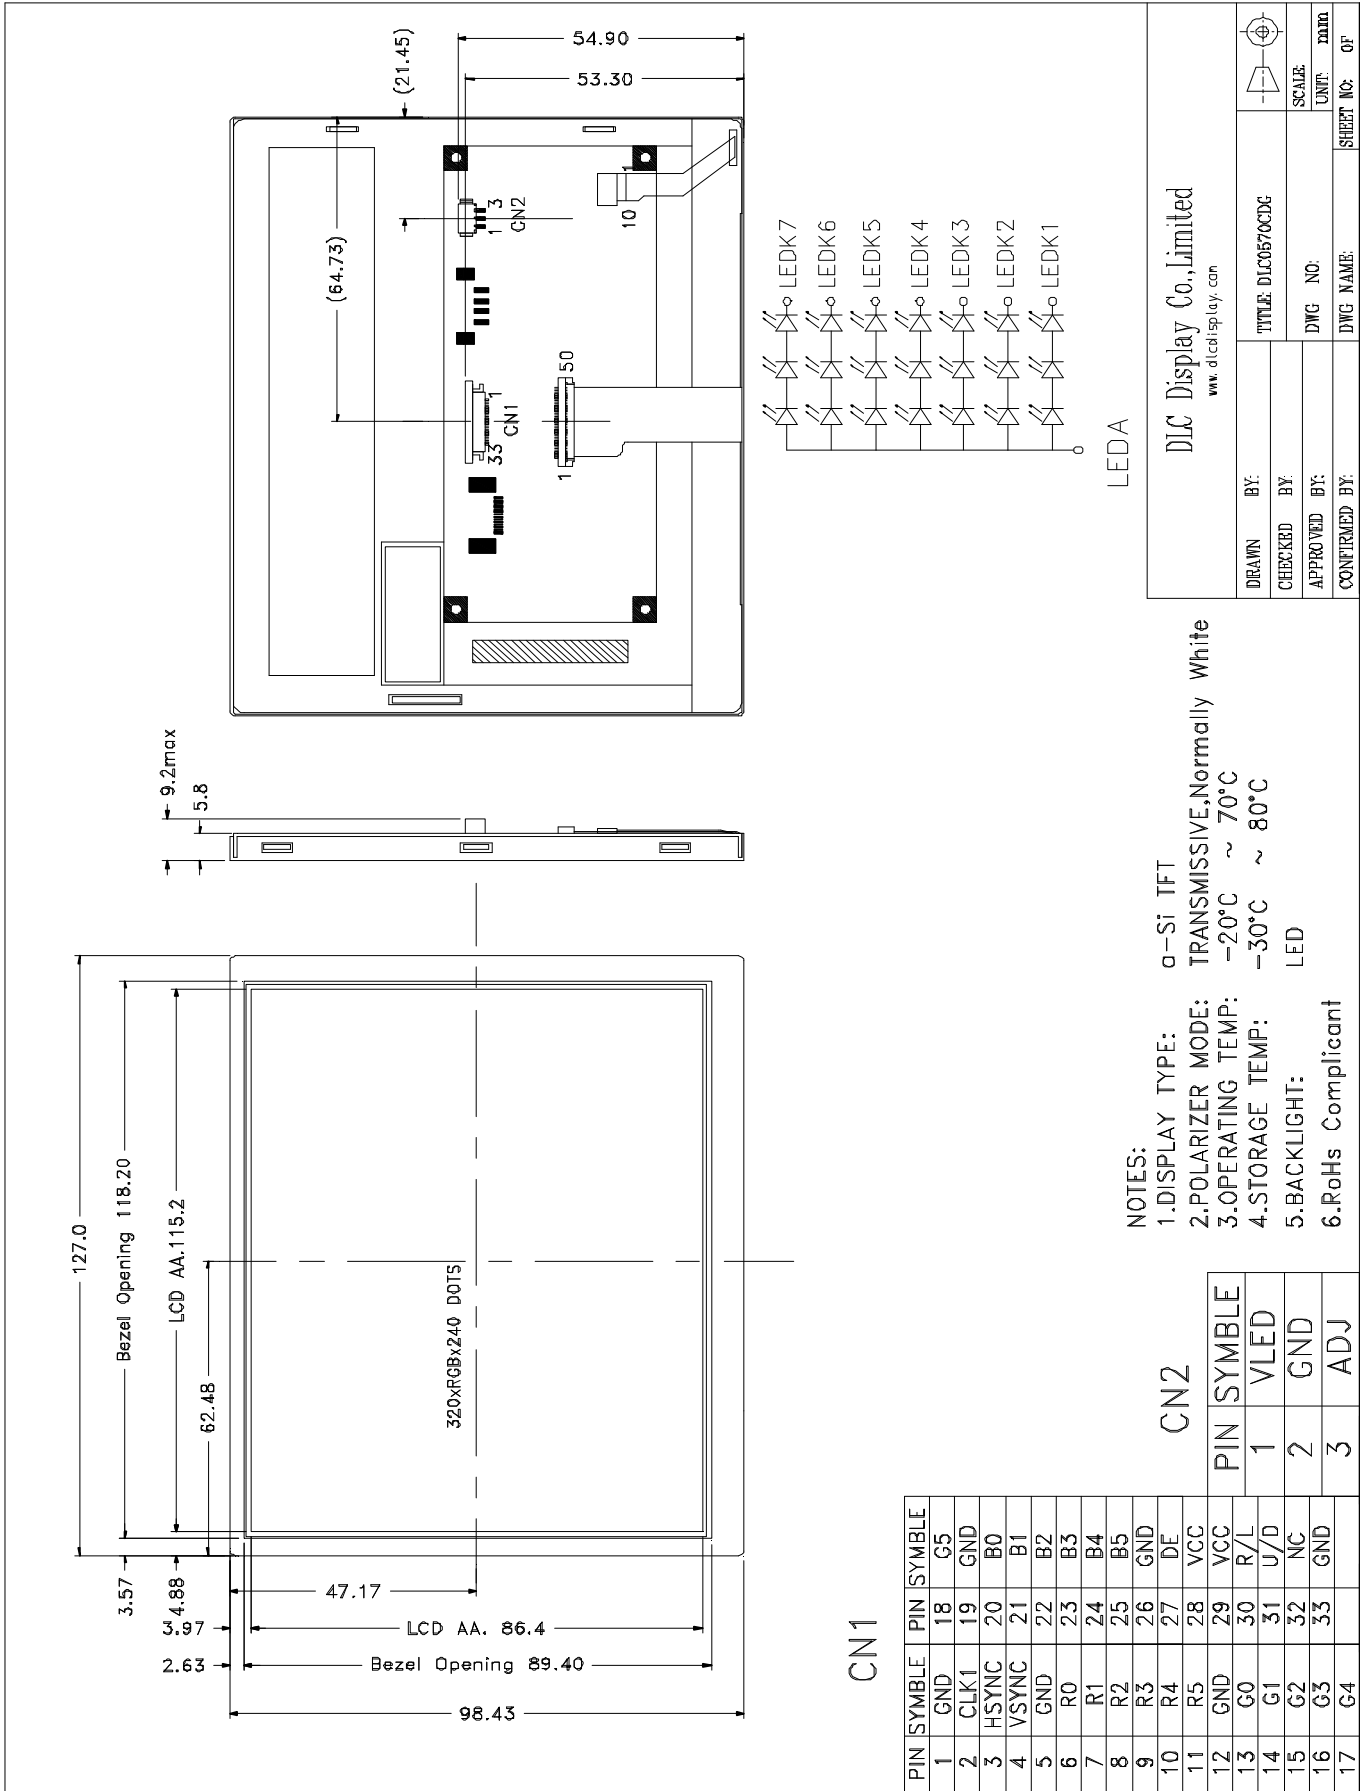 127.0
Bezel Opening 118.20
LCD AA.115.2
62.48
3.57
4.88
3.97
2.63
47.17
LCD AA. 86.4
Bezel Opening 89.40
98.43
320xRGBx240 DOTS
9.2max
5.8
(64.73)
(21.45)
54.90
53.30
33
1
CN1
1
3
CN2
1
50
10
1
LEDK7
LEDK6
LEDK5
LEDK4
LEDK3
LEDK2
LEDK1
LEDA
CN1
PIN SYMBLE PIN SYMBLE
1 GND 18 G5
2 CLK1 19 GND
3 HSYNC 20 B0
4 VSYNC 21 B1
5 GND 22 B2
6 R0 23 B3
7 R1 24 B4
8 R2 25 B5
9 R3 26 GND
10 R4 27 DE
11 R5 28 VCC
12 GND 29 VCC
13 G0 30 R/L
14 G1 31 U/D
15 G2 32 NC
16 G3 33 GND
17 G4
CN2
PIN SYMBLE
1 VLED
2 GND
3 ADJ
NOTES:
1.DISPLAY TYPE: a-Si TFT
2.POLARIZER MODE: TRANSMISSIVE,Normally White
3.OPERATING TEMP: -20°C ~ 70°C
4.STORAGE TEMP: -30°C ~ 80°C
5.BACKLIGHT: LED
6.RoHs Complicant
DLC Display Co.,Limited
www.dlcdisplay.com
DRAWN BY:
CHECKED BY:
APPROVED BY:
CONFIRMED BY:
TITLE: DLC0570CDG
DWG NO:
DWG NAME:
SCALE:
UNIT: mm
SHEET NO: OF